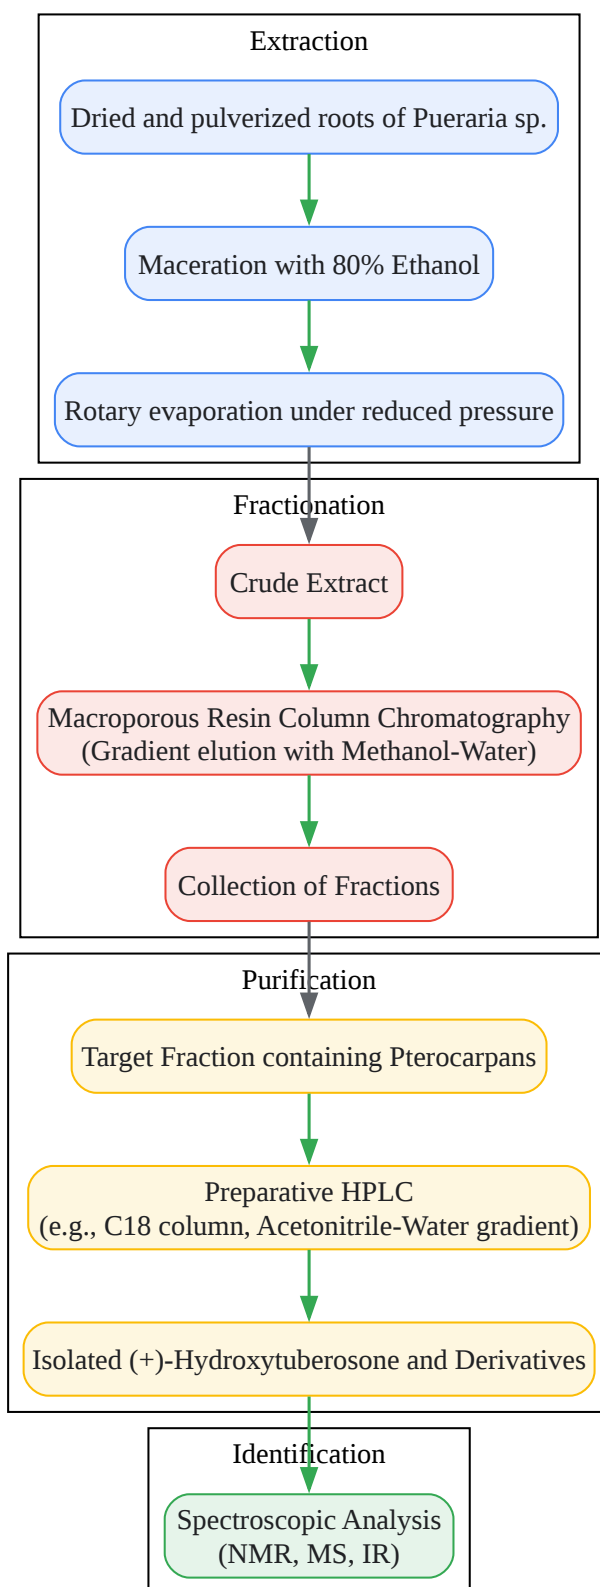 Extraction
Dried and pulverized roots of Pueraria sp.
Maceration with 80% Ethanol
Rotary evaporation under reduced pressure
Fractionation
Crude Extract
Macroporous Resin Column Chromatography
(Gradient elution with Methanol-Water)
Collection of Fractions
Purification
Target Fraction containing Pterocarpans
Preparative HPLC
(e.g., C18 column, Acetonitrile-Water gradient)
Isolated (+)-Hydroxytuberosone and Derivatives
Identification
Spectroscopic Analysis
(NMR, MS, IR)